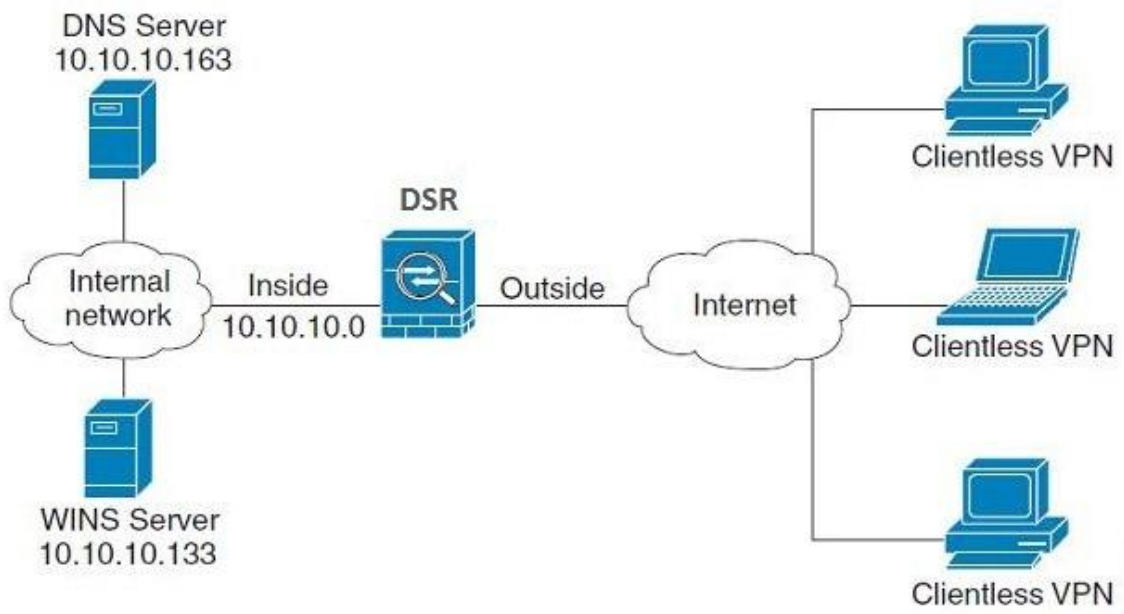 DNS Server
10.10.10.163
DSR
Internal
network
Inside
10.10.10.0
Outside
Internet
Clientless VPN
Clientless VPN
Clientless VPN
WINS Server
10.10.10.133